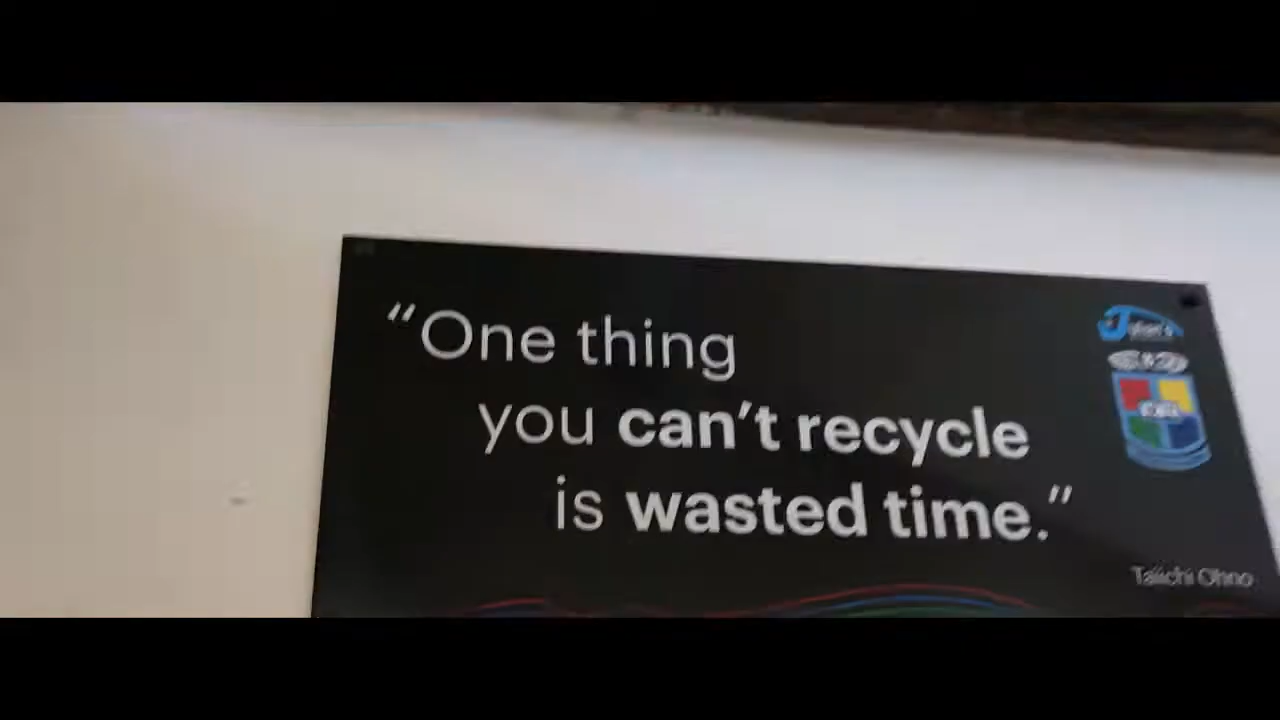 “One thing
you can’t recycle
is wasted time.”
Taiichi Ohno